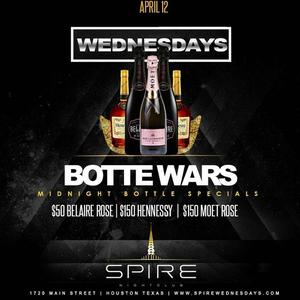 APRIL 12
WEDNESDAYS
MOËT
BOTTE WARS
MIDNIGHT BOTTLE SPECIALS
$50 BELAIRE ROSE | $150 HENNESSY | $150 MOET ROSE
SPIRE
NIGHTCLUB
1720 MAIN STREET | HOUSTON TEXAS | WWW.SPIREWEDNESDAYS.COM